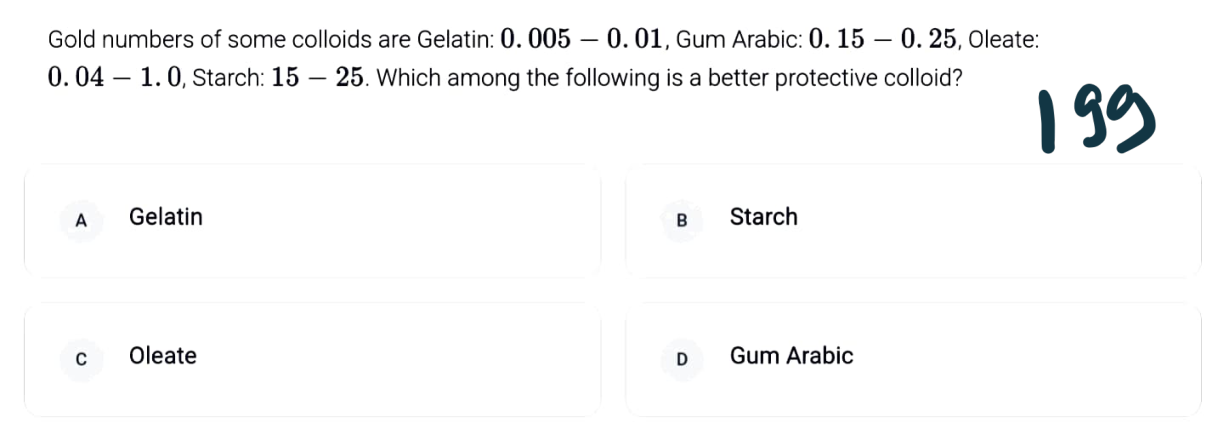 Gold numbers of some colloids are Gelatin: 0.005 – 0.01, Gum Arabic: 0.15 – 0.25, Oleate:
0.04 – 1.0, Starch: 15 – 25. Which among the following is a better protective colloid?
199
A Gelatin
B Starch
C Oleate
D Gum Arabic